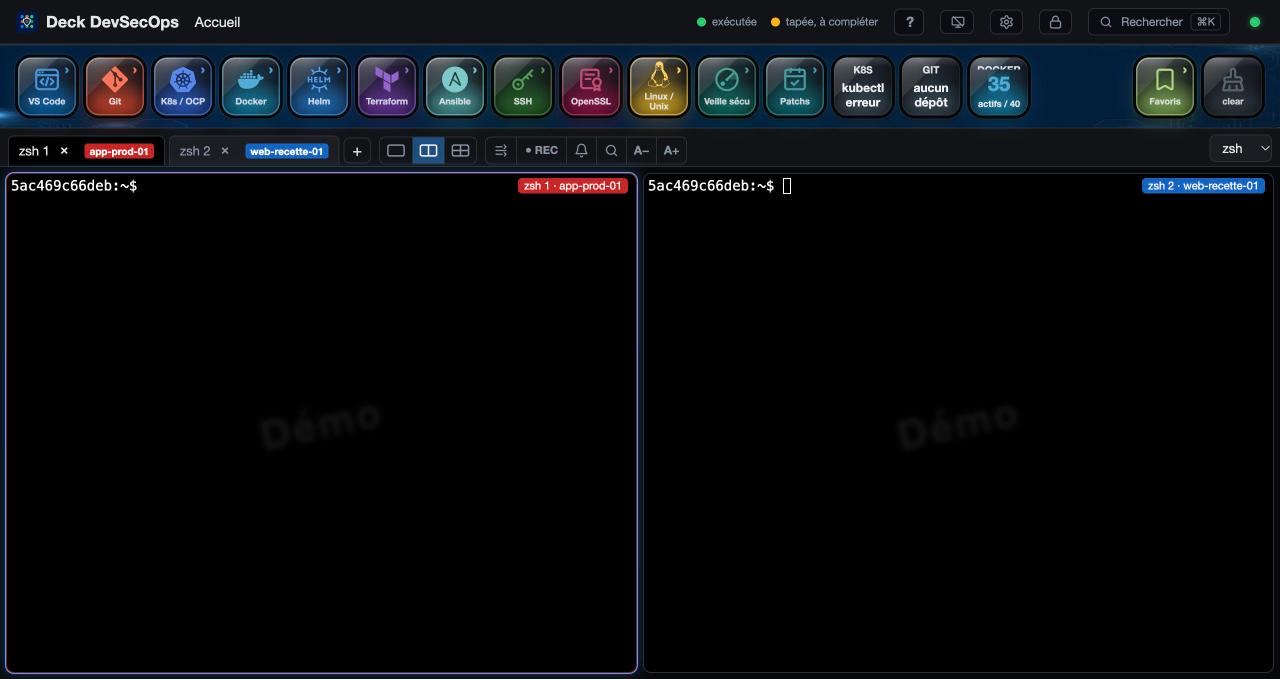 Deck DevSecOps Accueil exécutée tapée, à compléter ? Rechercher ⌘K
VS Code
Git
K8s / OCP
Docker
HELM
Helm
Terraform
Ansible
SSH
OpenSSL
Linux /
Unix
Veille sécu
Patchs
K8S
kubectl
erreur
GIT
aucun
dépôt
DOCKER
35
actifs / 40
Favoris
clear
zsh 1 × app-prod-01 zsh 2 × web-recette-01 + REC A− A+ zsh
5ac469c66deb:~$ zsh 1 · app-prod-01
5ac469c66deb:~$ zsh 2 · web-recette-01
Démo
Démo